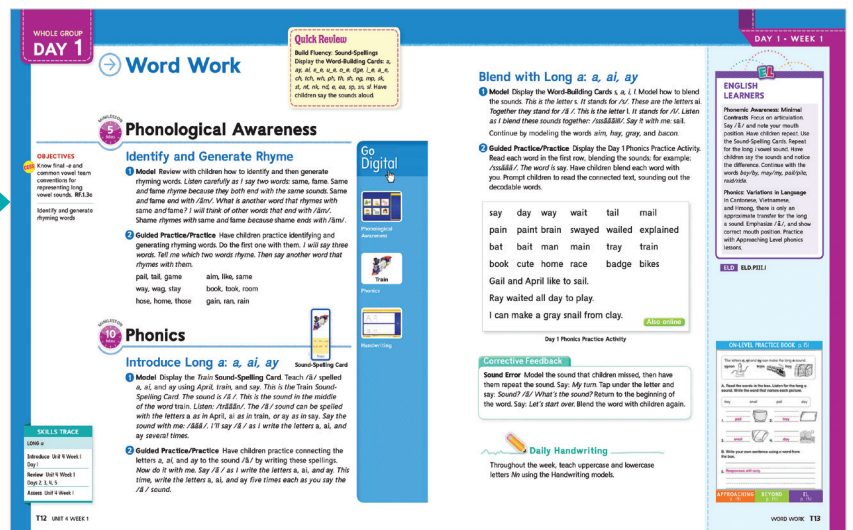 WHOLE GROUP
DAY 1
Word Work
Quick Review
Build Fluency: Sound-Spellings
Display the Word-Building Cards: a,
ay, ai, e_e, u_e, o_e, dge, i_e, a_e,
ch, tch, wh, ph, th, sh, ng, mp, sk,
st, nt, nk, nd, e, ea, sp, sn, sl. Have
children say the sounds aloud.
MINILESSON
5
Mins
Phonological Awareness
OBJECTIVES
Know final -e and
common vowel team
conventions for
representing long
vowel sounds. RF.1.3c
Identify and generate
rhyming words
Identify and Generate Rhyme
1 Model Review with children how to identify and then generate
rhyming words. Listen carefully as I say two words: same, fame. Same
and fame rhyme because they both end with the same sounds. Same
and fame end with /ām/. What is another word that rhymes with
same and fame? I will think of other words that end with /ām/.
Shame rhymes with same and fame because shame ends with /ām/.
2 Guided Practice/Practice Have children practice identifying and
generating rhyming words. Do the first one with them. I will say three
words. Tell me which two words rhyme. Then say another word that
rhymes with them.
pail, tail, game aim, like, same
way, wag, stay book, took, room
hose, home, those gain, ran, rain
MINILESSON
10
Mins
Phonics
Introduce Long a: a, ai, ay
Sound-Spelling Card
1 Model Display the Train Sound-Spelling Card. Teach /ā/ spelled
a, ai, and ay using April, train, and say. This is the Train Sound-
Spelling Card. The sound is /ā/. This is the sound in the middle
of the word train. Listen: /trāāān/. The /ā/ sound can be spelled
with the letters a as in April, ai as in train, or ay as in say. Say the
sound with me: /āāā/. I'll say /ā/ as I write the letters a, ai, and
ay several times.
2 Guided Practice/Practice Have children practice connecting the
letters a, ai, and ay to the sound /ā/ by writing these spellings.
Now do it with me. Say /ā/ as I write the letters a, ai, and ay. This
time, write the letters a, ai, and ay five times each as you say the
/ā/ sound.
SKILLS TRACE
LONG a
Introduce Unit 4 Week 1
Day 1
Review Unit 4 Week 1
Days 2, 3, 4, 5
Assess Unit 4 Week 1
T12 UNIT 4 WEEK 1
Go
Digital
Phonological
Awareness
Train
Phonics
Handwriting
DAY 1 • WEEK 1
Blend with Long a: a, ai, ay
1 Model Display the Word-Building Cards s, a, i, l. Model how to blend
the sounds. This is the letter s. It stands for /s/. These are the letters ai.
Together they stand for /ā/. This is the letter l. It stands for /l/. Listen
as I blend these sounds together: /sssāāālll/. Say it with me: sail.
Continue by modeling the words aim, hay, gray, and bacon.
2 Guided Practice/Practice Display the Day 1 Phonics Practice Activity.
Read each word in the first row, blending the sounds; for example:
/sssāāā/. The word is say. Have children blend each word with
you. Prompt children to read the connected text, sounding out the
decodable words.
say day way wait tail mail
pain paint brain swayed wailed explained
bat bait man main tray train
book cute home race badge bikes
Gail and April like to sail.
Ray waited all day to play.
I can make a gray snail from clay.
Also online
Day 1 Phonics Practice Activity
Corrective Feedback
Sound Error Model the sound that children missed, then have
them repeat the sound. Say: My turn. Tap under the letter and
say: Sound? /ā/ What's the sound? Return to the beginning of
the word. Say: Let's start over. Blend the word with children again.
Daily Handwriting
Throughout the week, teach uppercase and lowercase
letters Nn using the Handwriting models.
EL
ENGLISH
LEARNERS
Phonemic Awareness: Minimal
Contrasts Focus on articulation.
Say /ā/ and note your mouth
position. Have children repeat. Use
the Sound-Spelling Cards. Repeat
for the long i vowel sound. Have
children say the sounds and notice
the difference. Continue with the
words bay/by, may/my, pail/pile,
raid/ride.
Phonics: Variations in Language
In Cantonese, Vietnamese,
and Hmong, there is only an
approximate transfer for the long
a sound. Emphasize /ā/, and show
correct mouth position. Practice
with Approaching Level phonics
lessons.
ELD ELD.PIII.1
ON-LEVEL PRACTICE BOOK p. 151
APPROACHING
BEYOND
EL
WORD WORK T13